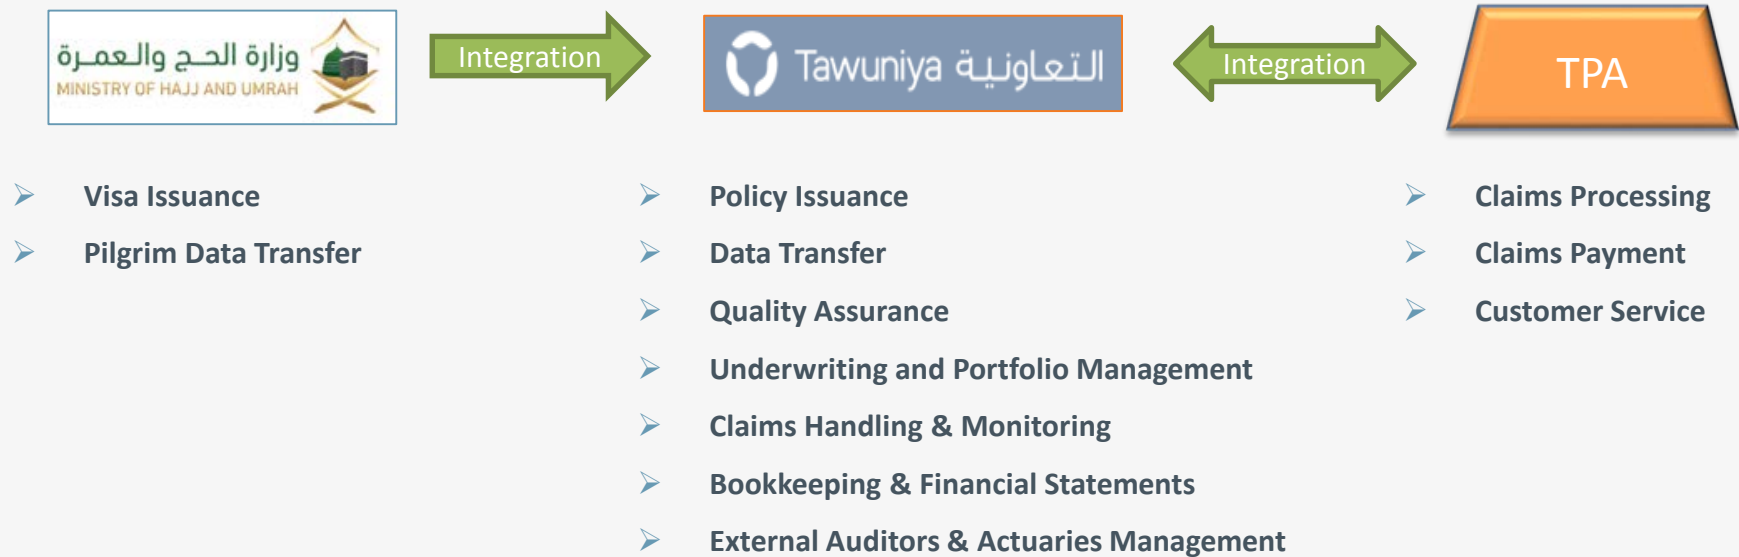 وزارة الحـج والـعمـرة
MINISTRY OF HAJJ AND UMRAH
Integration
Tawuniya التعاونية
Integration
TPA
Visa Issuance
Pilgrim Data Transfer
Policy Issuance
Data Transfer
Quality Assurance
Underwriting and Portfolio Management
Claims Handling & Monitoring
Bookkeeping & Financial Statements
External Auditors & Actuaries Management
Claims Processing
Claims Payment
Customer Service